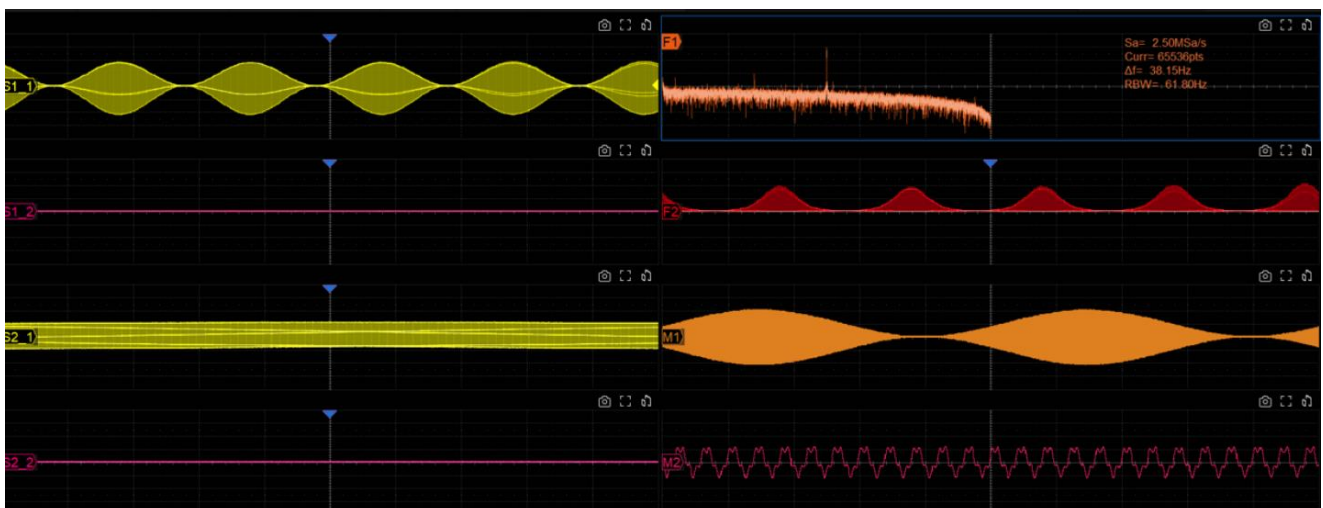 S1_1
F1
Sa= 2.50MSa/s
Curr= 65536pts
Δf= 38.15Hz
RBW= 61.80Hz
S1_2
F2
S2_1
M1
S2_2
M2